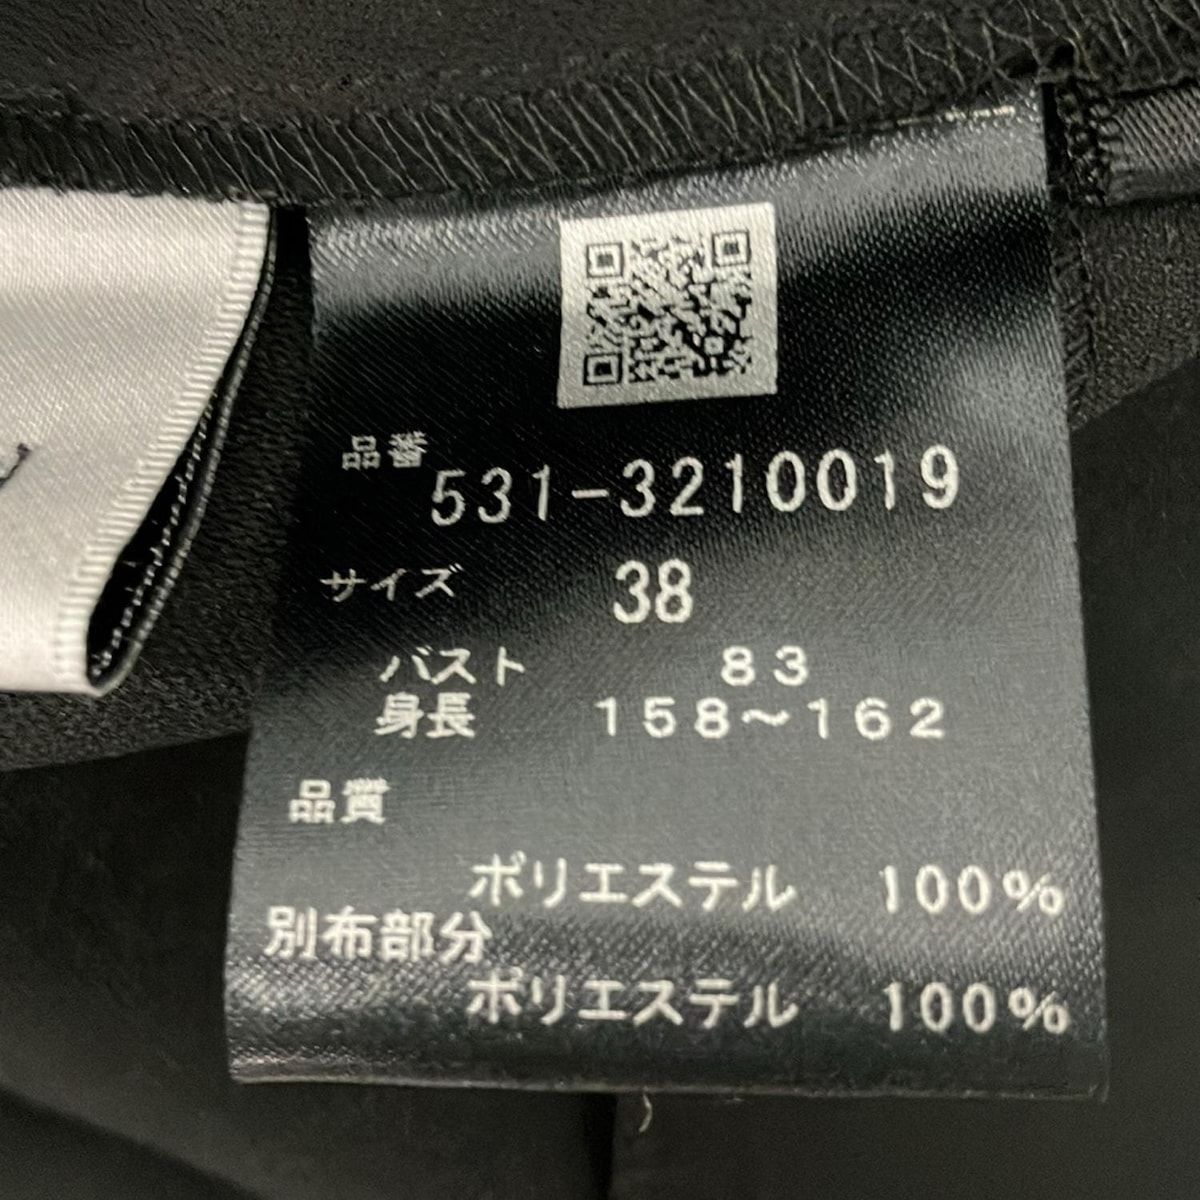 品番
531-3210019
サイズ 38
バスト 83
身長 158～162
品質
ポリエステル 100%
別布部分
ポリエステル 100%